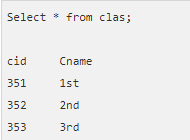 Select * from clas;
cid Cname
351 1st
352 2nd
353 3rd